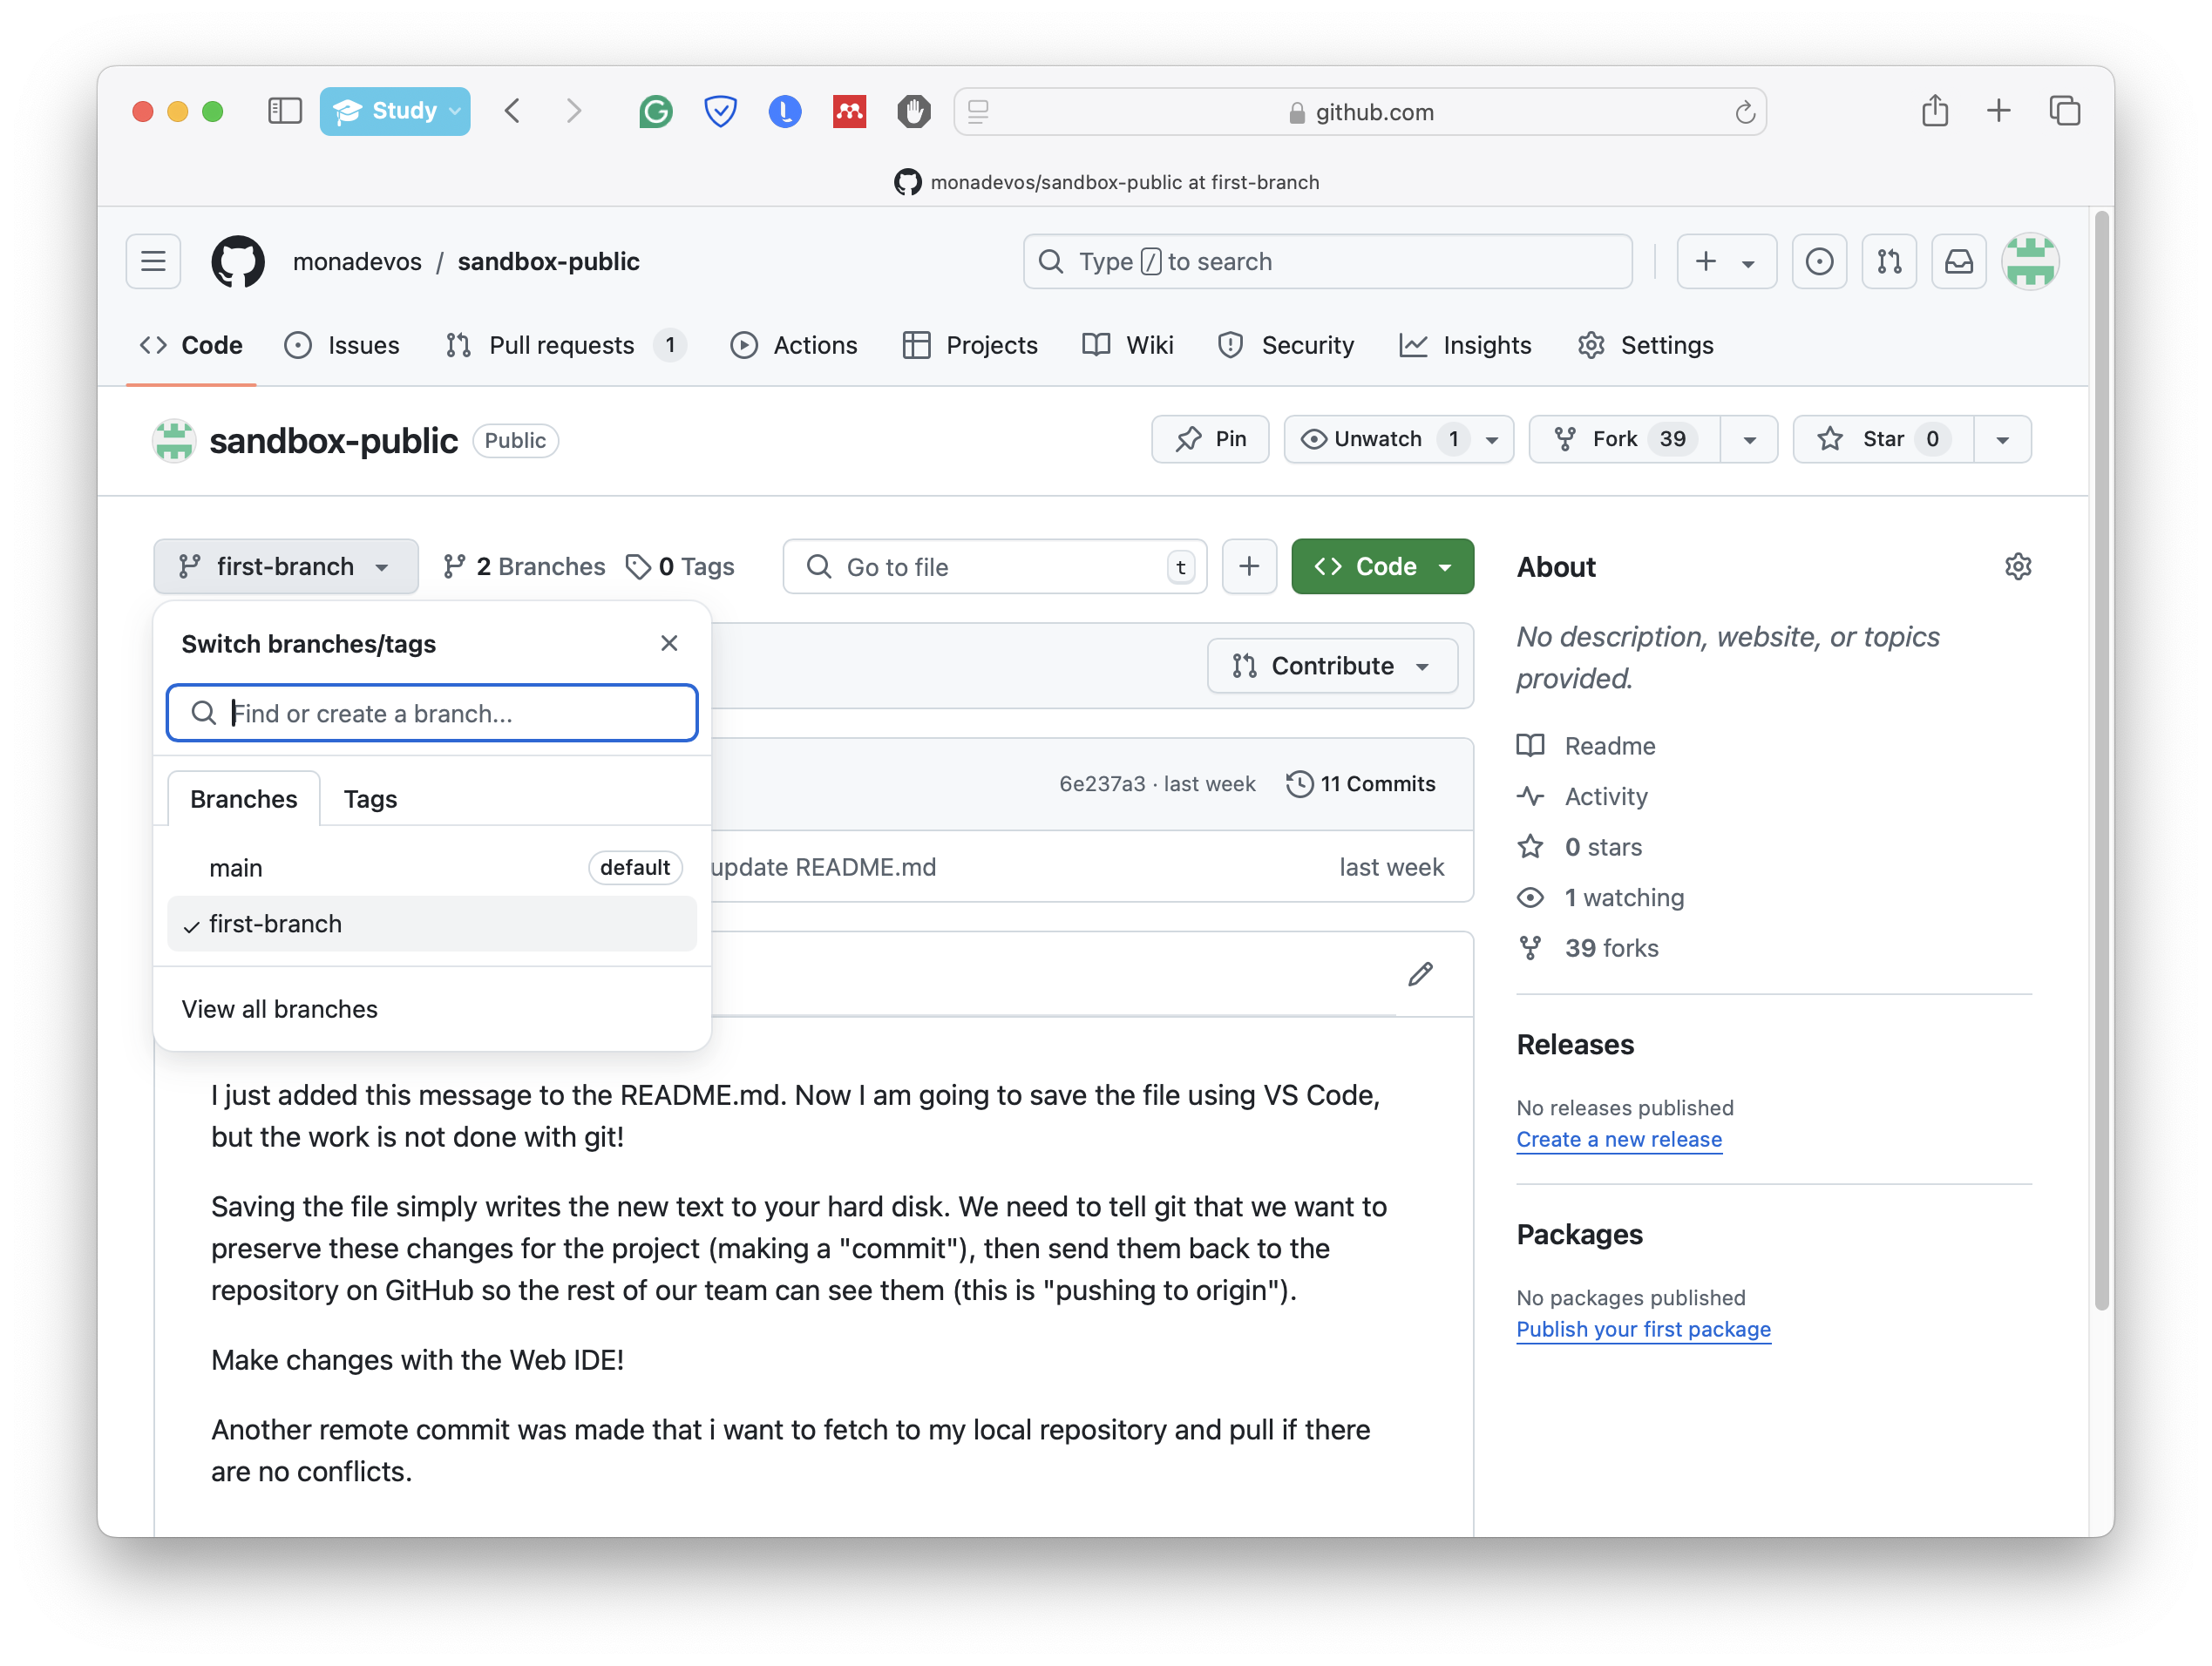 Study
github.com
monadevos/sandbox-public at first-branch
monadevos / sandbox-public
Type / to search
Code
Issues
Pull requests 1
Actions
Projects
Wiki
Security
Insights
Settings
sandbox-public Public
Pin
Unwatch 1
Fork 39
Star 0
first-branch
2 Branches
0 Tags
Go to file t
Code
Switch branches/tags
Find or create a branch...
Branches
Tags
main default
first-branch
View all branches
Contribute
6e237a3 · last week
11 Commits
update README.md
last week
I just added this message to the README.md. Now I am going to save the file using VS Code,
but the work is not done with git!
Saving the file simply writes the new text to your hard disk. We need to tell git that we want to
preserve these changes for the project (making a "commit"), then send them back to the
repository on GitHub so the rest of our team can see them (this is "pushing to origin").
Make changes with the Web IDE!
Another remote commit was made that i want to fetch to my local repository and pull if there
are no conflicts.
About
No description, website, or topics
provided.
Readme
Activity
0 stars
1 watching
39 forks
Releases
No releases published
Create a new release
Packages
No packages published
Publish your first package